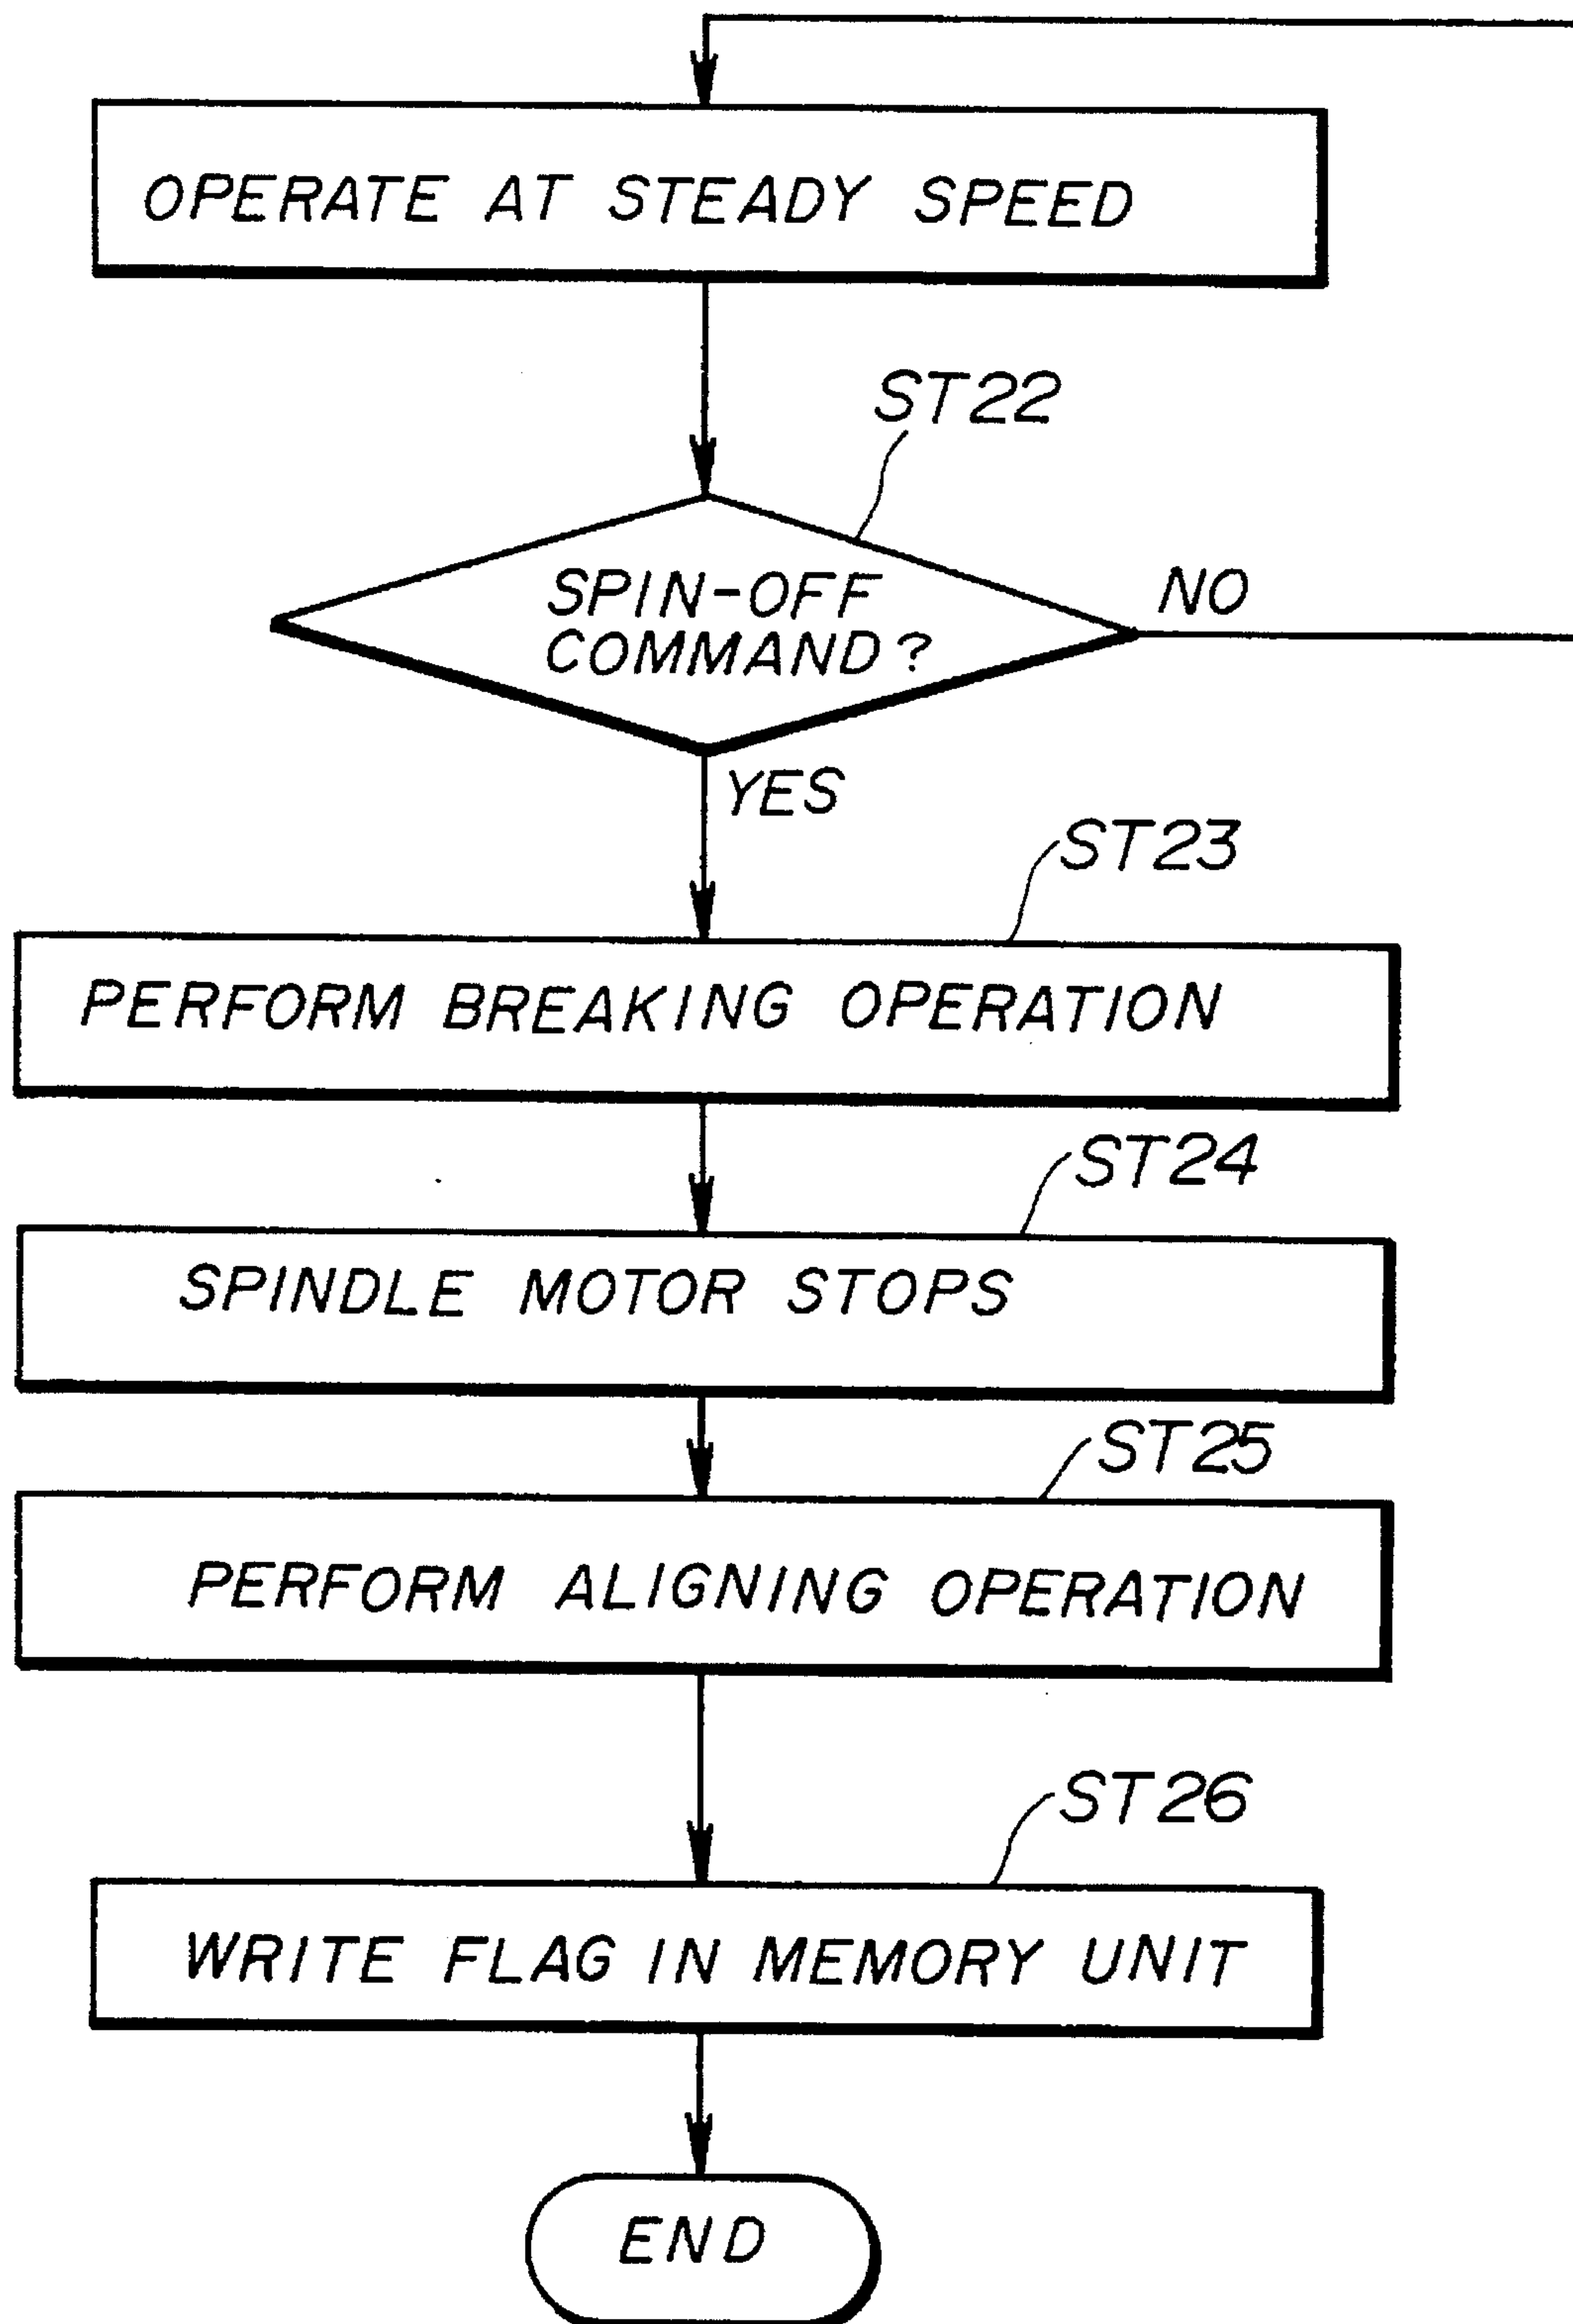 OPERATE AT STEADY SPEED
ST22
SPIN-OFF
COMMAND?
NO
YES
ST23
PERFORM BREAKING OPERATION
ST24
SPINDLE MOTOR STOPS
ST25
PERFORM ALIGNING OPERATION
ST26
WRITE FLAG IN MEMORY UNIT
END